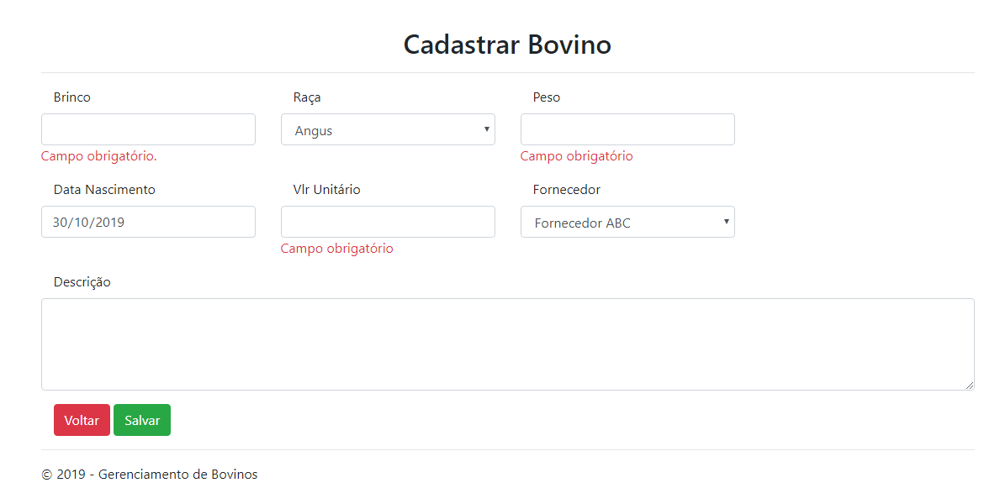 Cadastrar Bovino
Brinco Raça Peso
Angus
Campo obrigatório. Campo obrigatório
Data Nascimento Vlr Unitário Fornecedor
30/10/2019 Fornecedor ABC
Campo obrigatório
Descrição
Voltar Salvar
© 2019 - Gerenciamento de Bovinos